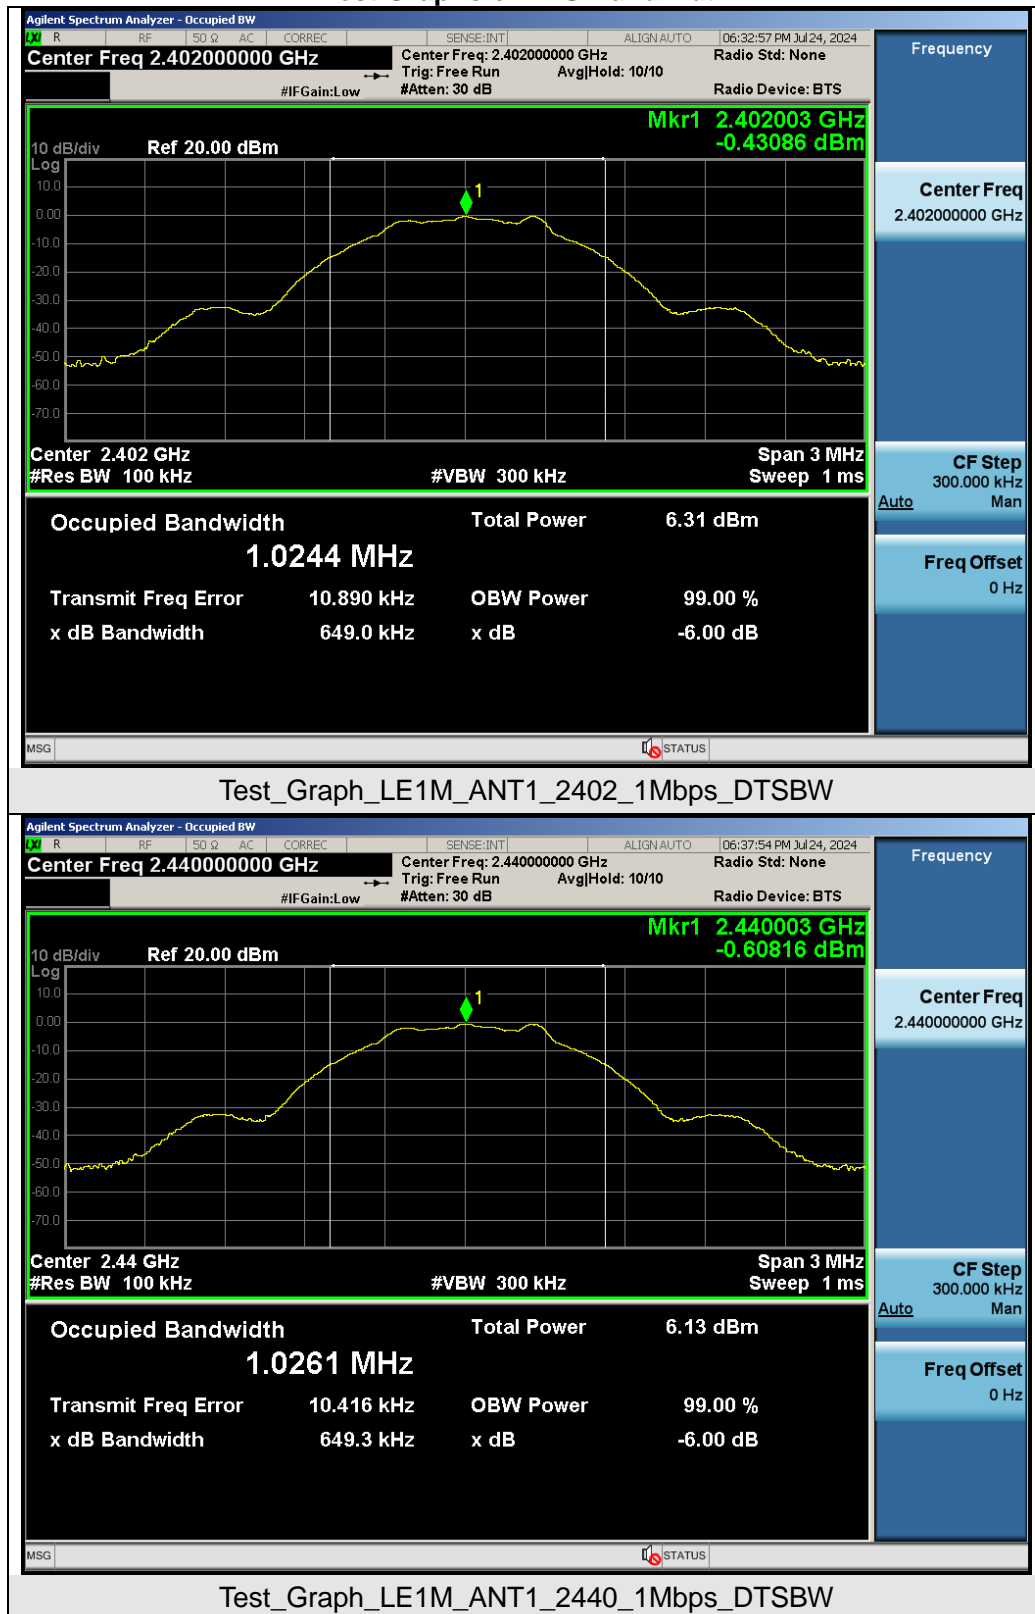 Agilent Spectrum Analyzer - Occupied BW
LXI R RF 50 Ω AC CORREC SENSE:INT ALIGN AUTO 06:32:57 PM Jul 24, 2024
Center Freq 2.402000000 GHz Center Freq: 2.402000000 GHz Radio Std: None Frequency
Trig: Free Run Avg|Hold: 10/10
#IFGain:Low #Atten: 30 dB Radio Device: BTS
Mkr1 2.402003 GHz
10 dB/div Ref 20.00 dBm -0.43086 dBm
Log
10.0
1
Center Freq
2.402000000 GHz
0.00
-10.0
-20.0
-30.0
-40.0
-50.0
-60.0
-70.0
Center 2.402 GHz Span 3 MHz
#Res BW 100 kHz #VBW 300 kHz Sweep 1 ms
CF Step
300.000 kHz
Auto Man
Occupied Bandwidth Total Power 6.31 dBm
1.0244 MHz
Freq Offset
0 Hz
Transmit Freq Error 10.890 kHz OBW Power 99.00 %
x dB Bandwidth 649.0 kHz x dB -6.00 dB
MSG STATUS
Test_Graph_LE1M_ANT1_2402_1Mbps_DTSBW
Agilent Spectrum Analyzer - Occupied BW
LXI R RF 50 Ω AC CORREC SENSE:INT ALIGN AUTO 06:37:54 PM Jul 24, 2024
Center Freq 2.440000000 GHz Center Freq: 2.440000000 GHz Radio Std: None Frequency
Trig: Free Run Avg|Hold: 10/10
#IFGain:Low #Atten: 30 dB Radio Device: BTS
Mkr1 2.440003 GHz
10 dB/div Ref 20.00 dBm -0.60816 dBm
Log
10.0
1
Center Freq
2.440000000 GHz
0.00
-10.0
-20.0
-30.0
-40.0
-50.0
-60.0
-70.0
Center 2.44 GHz Span 3 MHz
#Res BW 100 kHz #VBW 300 kHz Sweep 1 ms
CF Step
300.000 kHz
Auto Man
Occupied Bandwidth Total Power 6.13 dBm
1.0261 MHz
Freq Offset
0 Hz
Transmit Freq Error 10.416 kHz OBW Power 99.00 %
x dB Bandwidth 649.3 kHz x dB -6.00 dB
MSG STATUS
Test_Graph_LE1M_ANT1_2440_1Mbps_DTSBW